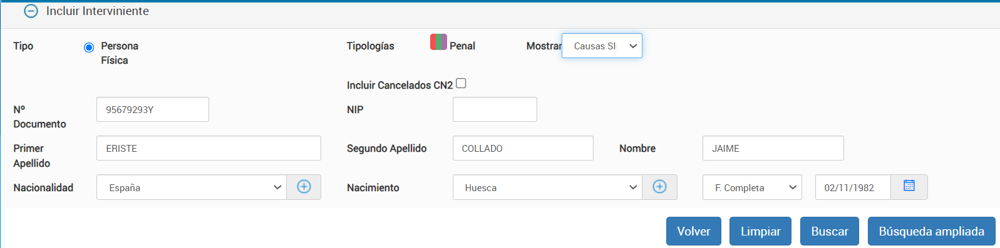 Incluir Interviniente
Tipo
Persona
Física
Tipologías
Penal
Mostrar
Causas SI
Incluir Cancelados CN2
Nº
Documento
95679293Y
NIP
Primer
Apellido
ERISTE
Segundo Apellido
COLLADO
Nombre
JAIME
Nacionalidad
España
Nacimiento
Huesca
F. Completa
02/11/1982
Volver
Limpiar
Buscar
Búsqueda ampliada